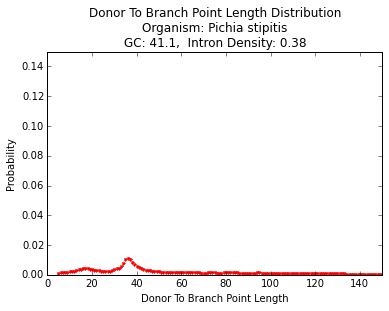 Donor To Branch Point Length Distribution
Organism: Pichia stipitis
GC: 41.1,  Intron Density: 0.38
0.14
0.12
0.10
0.08
0.06
0.04
0.02
0.00
Probability
0 20 40 60 80 100 120 140
Donor To Branch Point Length